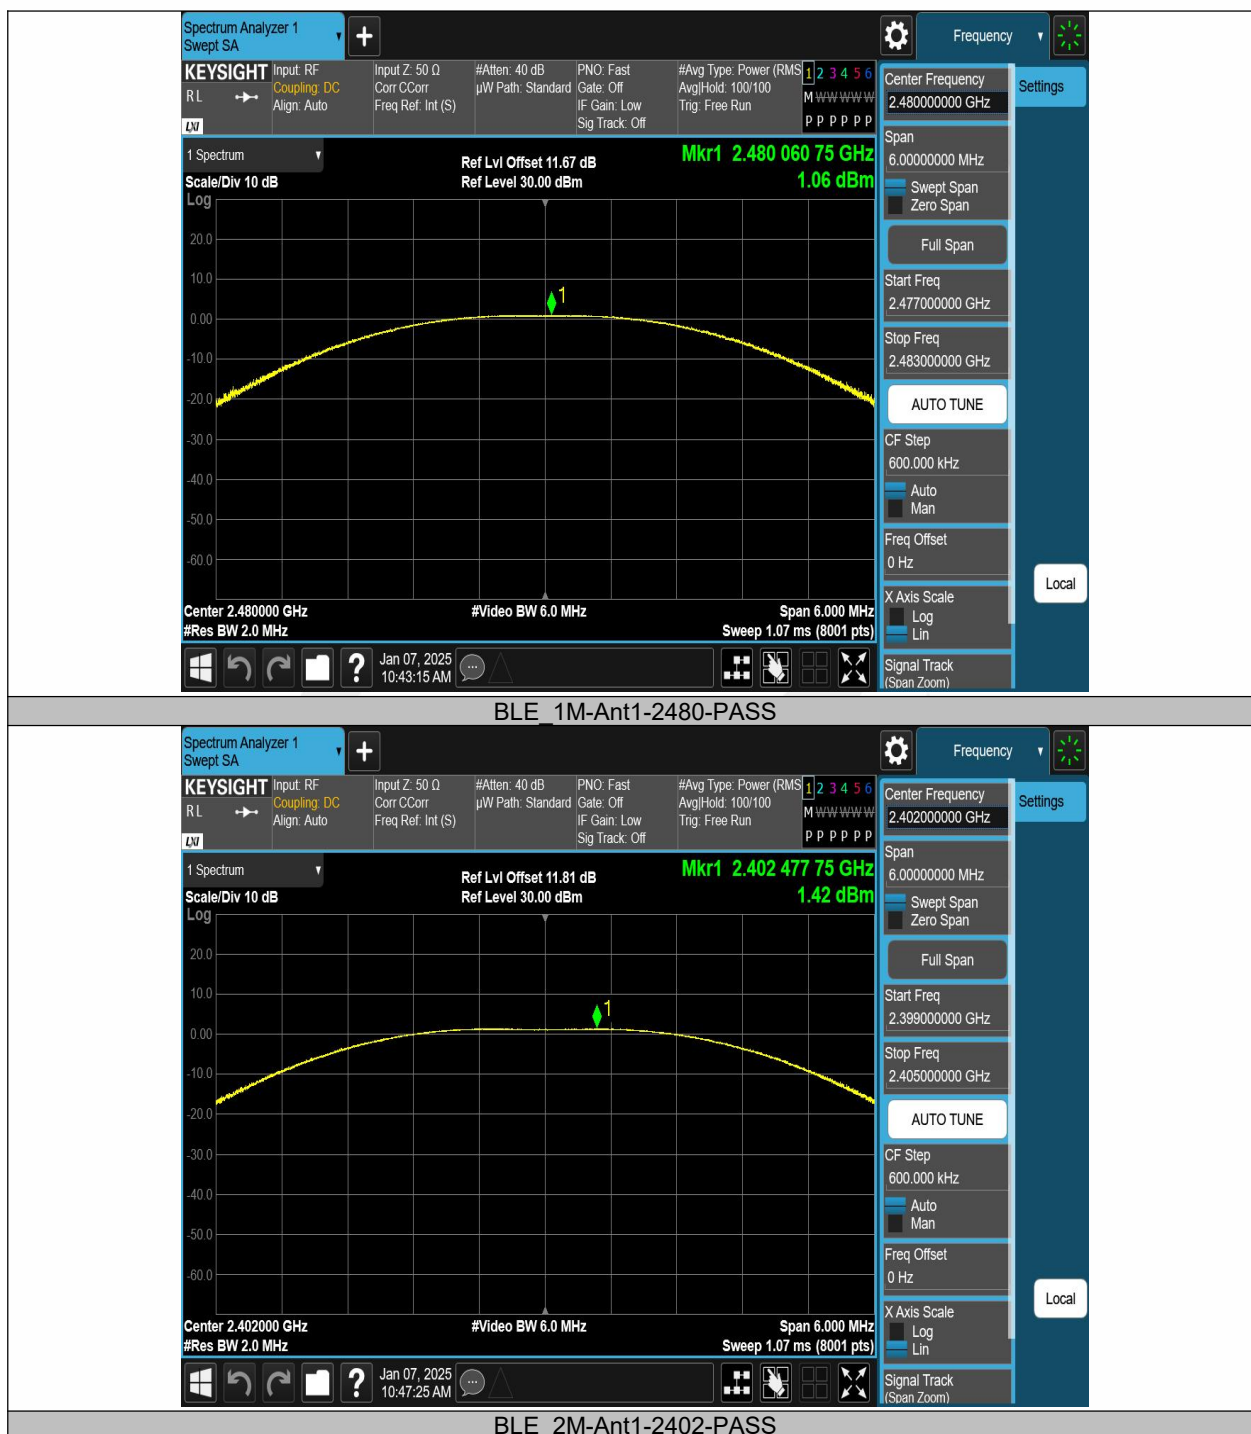 Spectrum Analyzer 1
Swept SA
Frequency
KEYSIGHT
RL
LXI
Input: RF
Coupling: DC
Align: Auto
Input Z: 50 Ω
Corr CCorr
Freq Ref: Int (S)
#Atten: 40 dB
µW Path: Standard
PNO: Fast
Gate: Off
IF Gain: Low
Sig Track: Off
#Avg Type: Power (RMS
Avg|Hold: 100/100
Trig: Free Run
1 2 3 4 5 6
M W W W W W
P P P P P P
Center Frequency
2.480000000 GHz
Settings
Span
6.00000000 MHz
Swept Span
Zero Span
Full Span
Start Freq
2.477000000 GHz
Stop Freq
2.483000000 GHz
AUTO TUNE
CF Step
600.000 kHz
Auto
Man
Freq Offset
0 Hz
X Axis Scale
Log
Lin
Signal Track
(Span Zoom)
Local
1 Spectrum
Scale/Div 10 dB
Log
Ref Lvl Offset 11.67 dB
Ref Level 30.00 dBm
Mkr1 2.480 060 75 GHz
1.06 dBm
20.0
10.0
0.00
-10.0
-20.0
-30.0
-40.0
-50.0
-60.0
1
Center 2.480000 GHz
#Res BW 2.0 MHz
#Video BW 6.0 MHz
Span 6.000 MHz
Sweep 1.07 ms (8001 pts)
?
Jan 07, 2025
10:43:15 AM
BLE_1M-Ant1-2480-PASS
Spectrum Analyzer 1
Swept SA
Frequency
KEYSIGHT
RL
LXI
Input: RF
Coupling: DC
Align: Auto
Input Z: 50 Ω
Corr CCorr
Freq Ref: Int (S)
#Atten: 40 dB
µW Path: Standard
PNO: Fast
Gate: Off
IF Gain: Low
Sig Track: Off
#Avg Type: Power (RMS
Avg|Hold: 100/100
Trig: Free Run
1 2 3 4 5 6
M W W W W W
P P P P P P
Center Frequency
2.402000000 GHz
Settings
Span
6.00000000 MHz
Swept Span
Zero Span
Full Span
Start Freq
2.399000000 GHz
Stop Freq
2.405000000 GHz
AUTO TUNE
CF Step
600.000 kHz
Auto
Man
Freq Offset
0 Hz
X Axis Scale
Log
Lin
Signal Track
(Span Zoom)
Local
1 Spectrum
Scale/Div 10 dB
Log
Ref Lvl Offset 11.81 dB
Ref Level 30.00 dBm
Mkr1 2.402 477 75 GHz
1.42 dBm
20.0
10.0
0.00
-10.0
-20.0
-30.0
-40.0
-50.0
-60.0
1
Center 2.402000 GHz
#Res BW 2.0 MHz
#Video BW 6.0 MHz
Span 6.000 MHz
Sweep 1.07 ms (8001 pts)
?
Jan 07, 2025
10:47:25 AM
BLE_2M-Ant1-2402-PASS